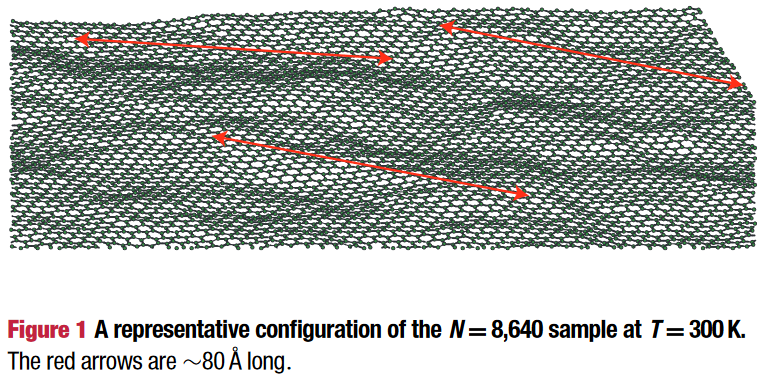 Figure 1 A representative configuration of the N = 8,640 sample at T = 300 K.
The red arrows are ~80 Å long.